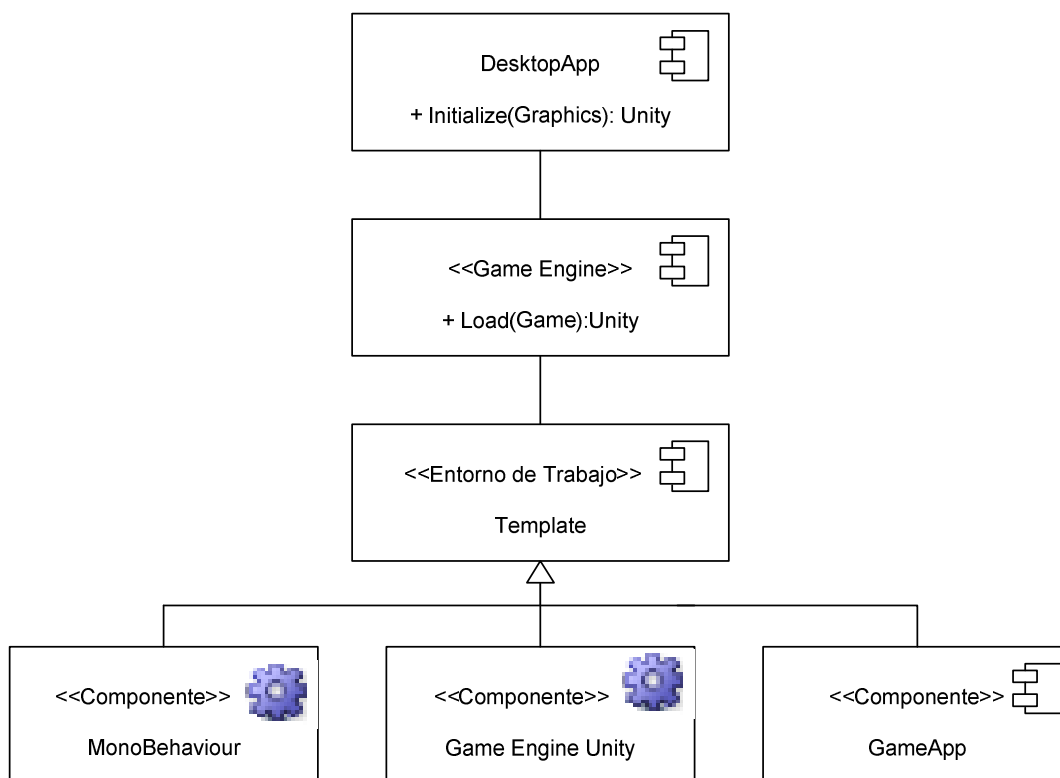 DesktopApp
+ Initialize(Graphics): Unity
<<Game Engine>>
+ Load(Game):Unity
<<Entorno de Trabajo>>
Template
<<Componente>>
MonoBehaviour
<<Componente>>
Game Engine Unity
<<Componente>>
GameApp